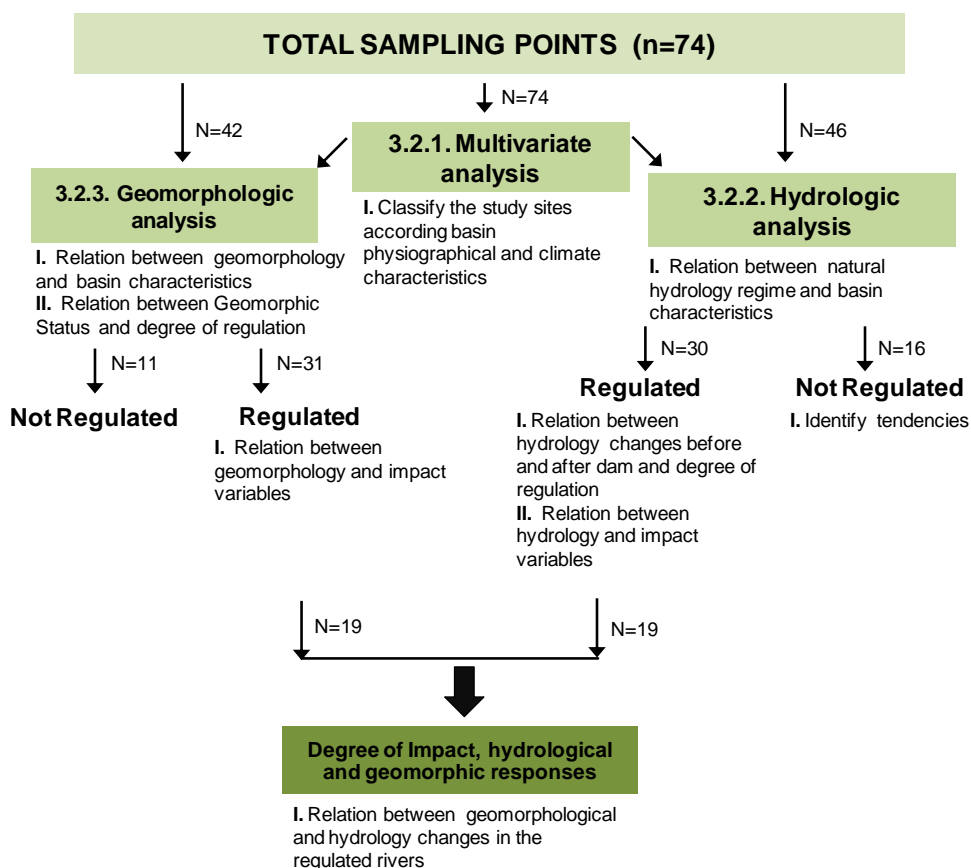 TOTAL SAMPLING POINTS (n=74)
N=42
N=74
N=46
3.2.1. Multivariate
analysis
I. Classify the study sites
according basin
physiographical and climate
characteristics
3.2.3. Geomorphologic
analysis
I. Relation between geomorphology
and basin characteristics
II. Relation between Geomorphic
Status and degree of regulation
3.2.2. Hydrologic
analysis
I. Relation between natural
hydrology regime and basin
characteristics
N=11
N=31
N=30
N=16
Not Regulated
Regulated
I. Relation between
geomorphology and impact
variables
Regulated
I. Relation between
hydrology changes before
and after dam and degree of
regulation
II. Relation between
hydrology and impact
variables
Not Regulated
I. Identify tendencies
N=19
N=19
Degree of Impact, hydrological
and geomorphic responses
I. Relation between geomorphological
and hydrology changes in the
regulated rivers